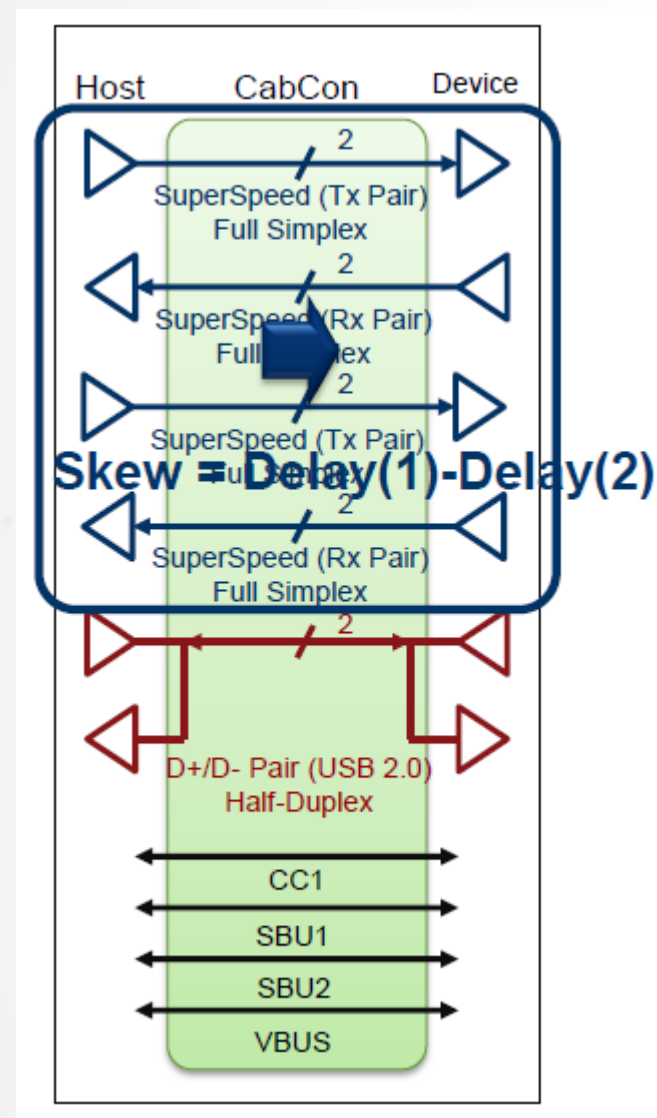 Host CabCon Device
2
SuperSpeed (Tx Pair)
Full Simplex
2
SuperSpeed (Rx Pair)
Full
2
SuperSpeed (Tx Pair)
Skew = Delay(1)-Delay(2)
2
SuperSpeed (Rx Pair)
Full Simplex
2
D+/D- Pair (USB 2.0)
Half-Duplex
CC1
SBU1
SBU2
VBUS